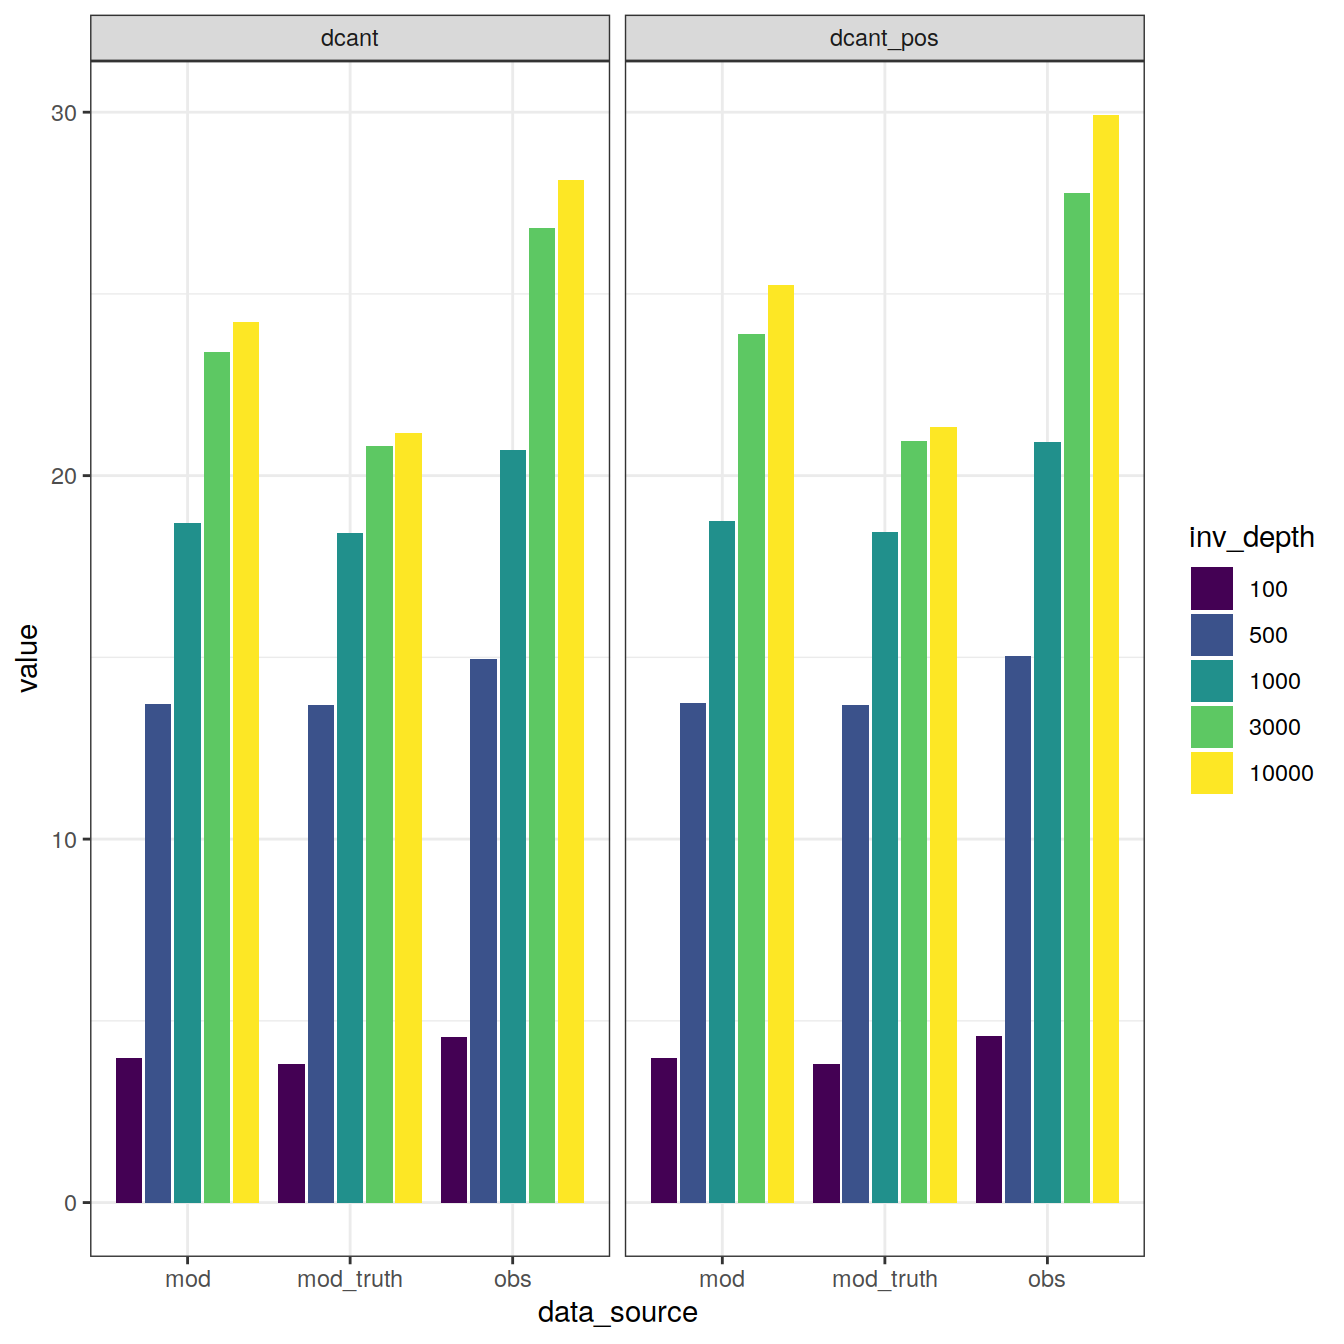 dcant
dcant_pos
30
20
10
0
value
mod
mod_truth
obs
mod
mod_truth
obs
data_source
inv_depth
100
500
1000
3000
10000